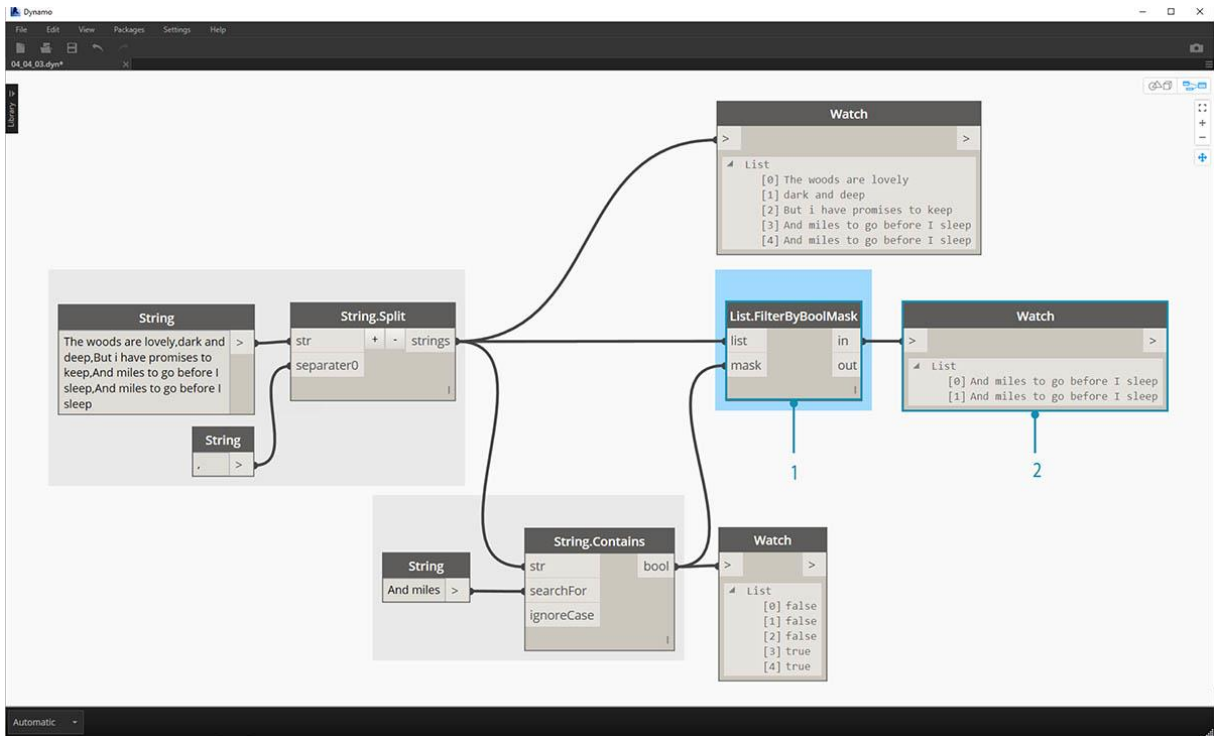 Dynamo
File Edit View Packages Settings Help
04_04_03.dyn*
Library
Watch
> >
List
[0] The woods are lovely
[1] dark and deep
[2] But i have promises to keep
[3] And miles to go before I sleep
[4] And miles to go before I sleep
String
The woods are lovely,dark and >
deep,But i have promises to
keep,And miles to go before I
sleep,And miles to go before I
sleep
String
, >
String.Split
str + - strings
separater0
List.FilterByBoolMask
list in
mask out
1
Watch
> >
List
[0] And miles to go before I sleep
[1] And miles to go before I sleep
2
String
And miles >
String.Contains
str bool
searchFor
ignoreCase
Watch
> >
List
[0] false
[1] false
[2] false
[3] true
[4] true
Automatic